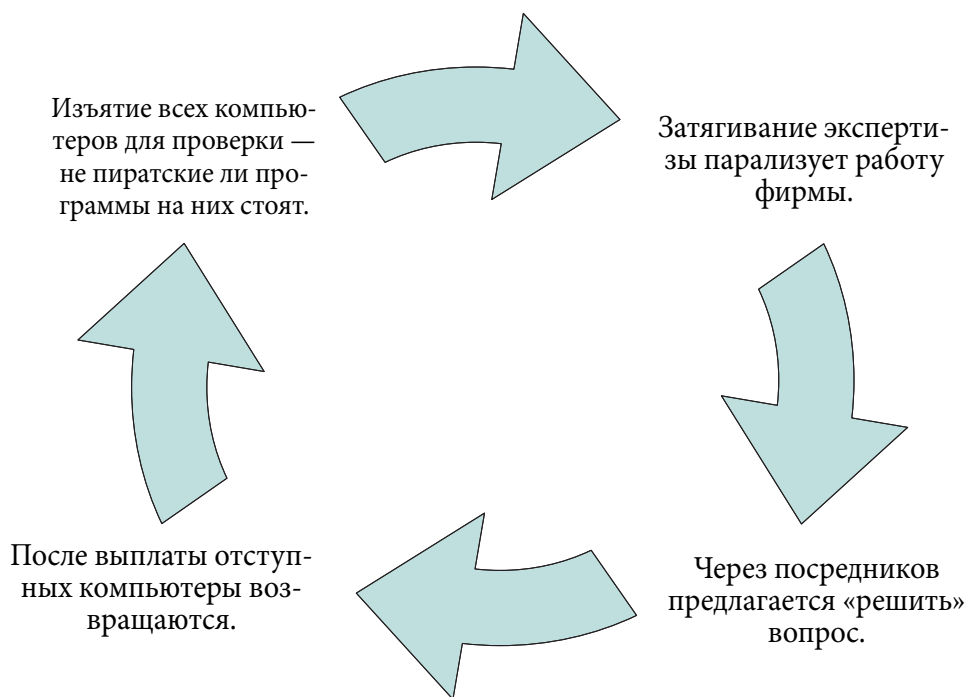 Изъятие всех компью-
теров для проверки —
не пиратские ли про-
граммы на них стоят.
Затягивание эксперти-
зы парализует работу
фирмы.
Через посредников
предлагается «решить»
вопрос.
После выплаты отступ-
ных компьютеры воз-
вращаются.